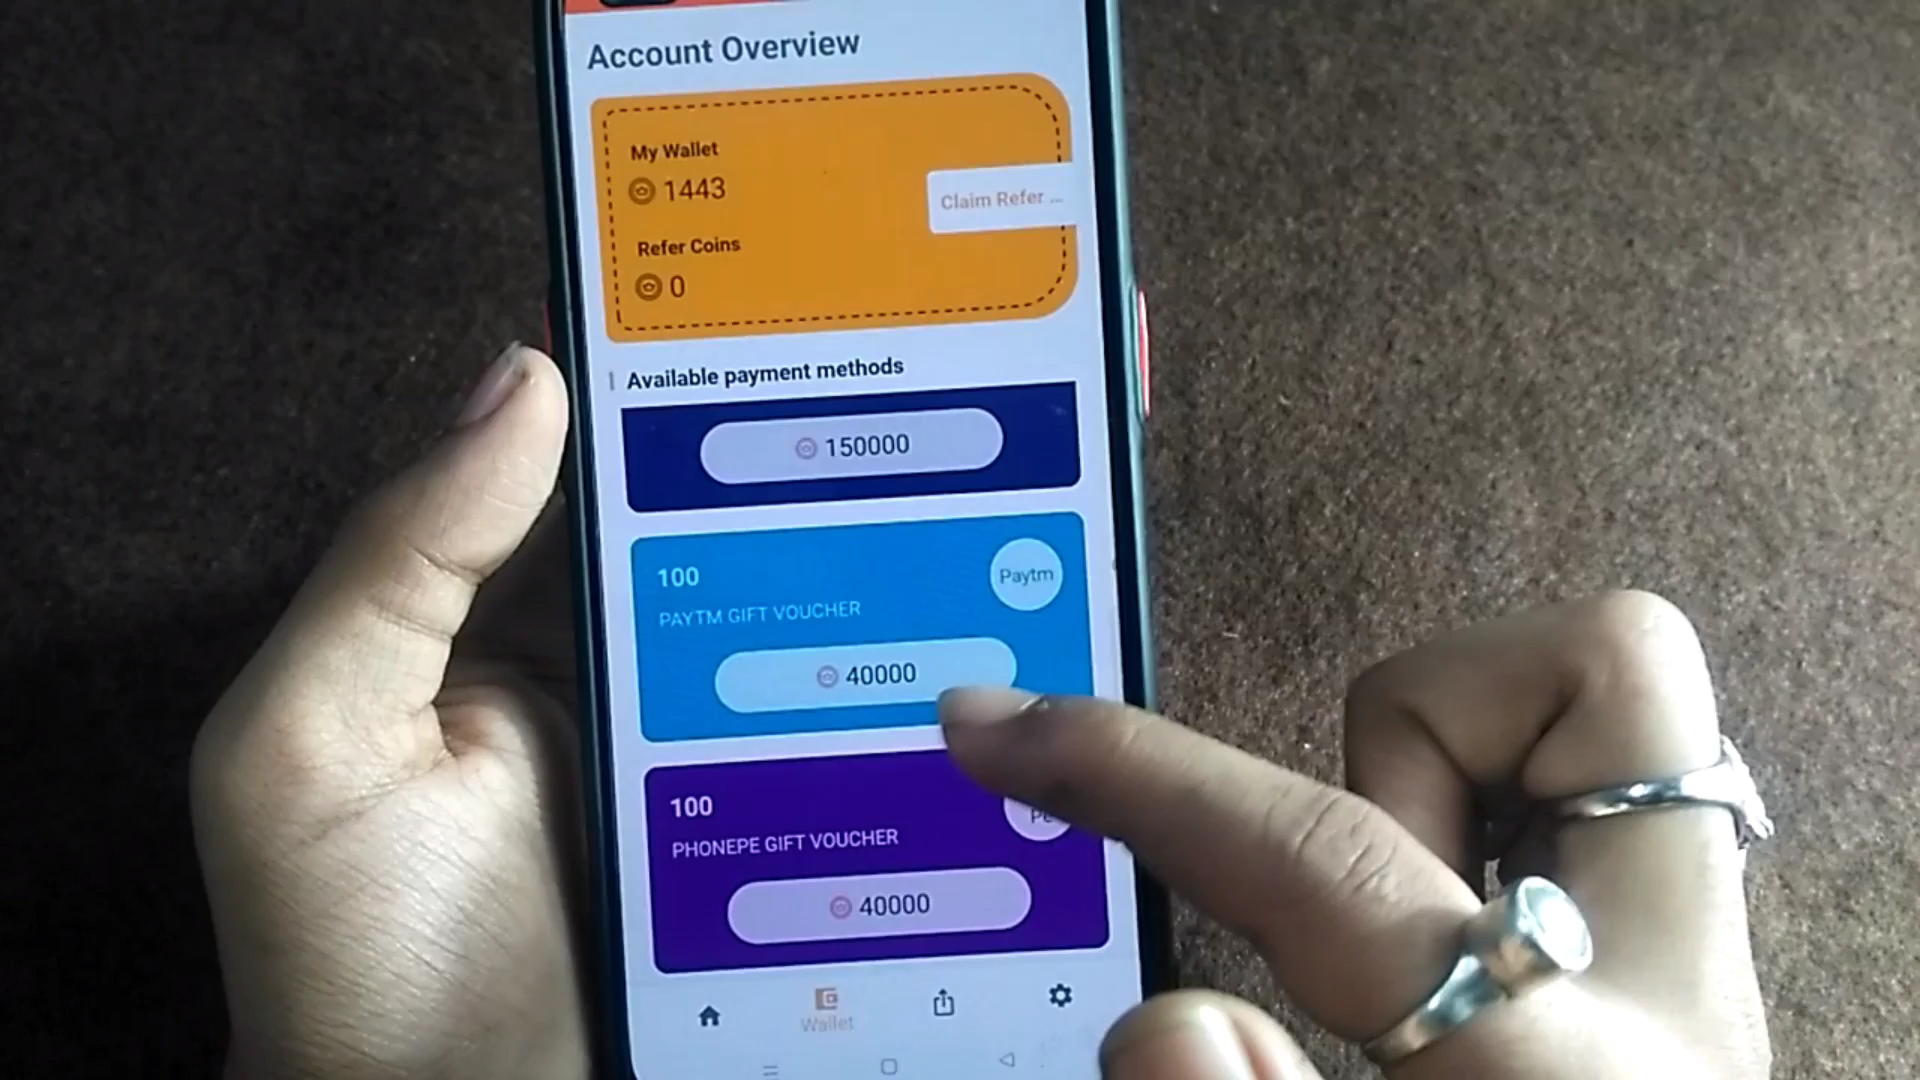 Account Overview
My Wallet
1443
Claim Refer ...
Refer Coins
0
Available payment methods
150000
100
Paytm
PAYTM GIFT VOUCHER
40000
100
PHONEPE GIFT VOUCHER
40000
Wallet